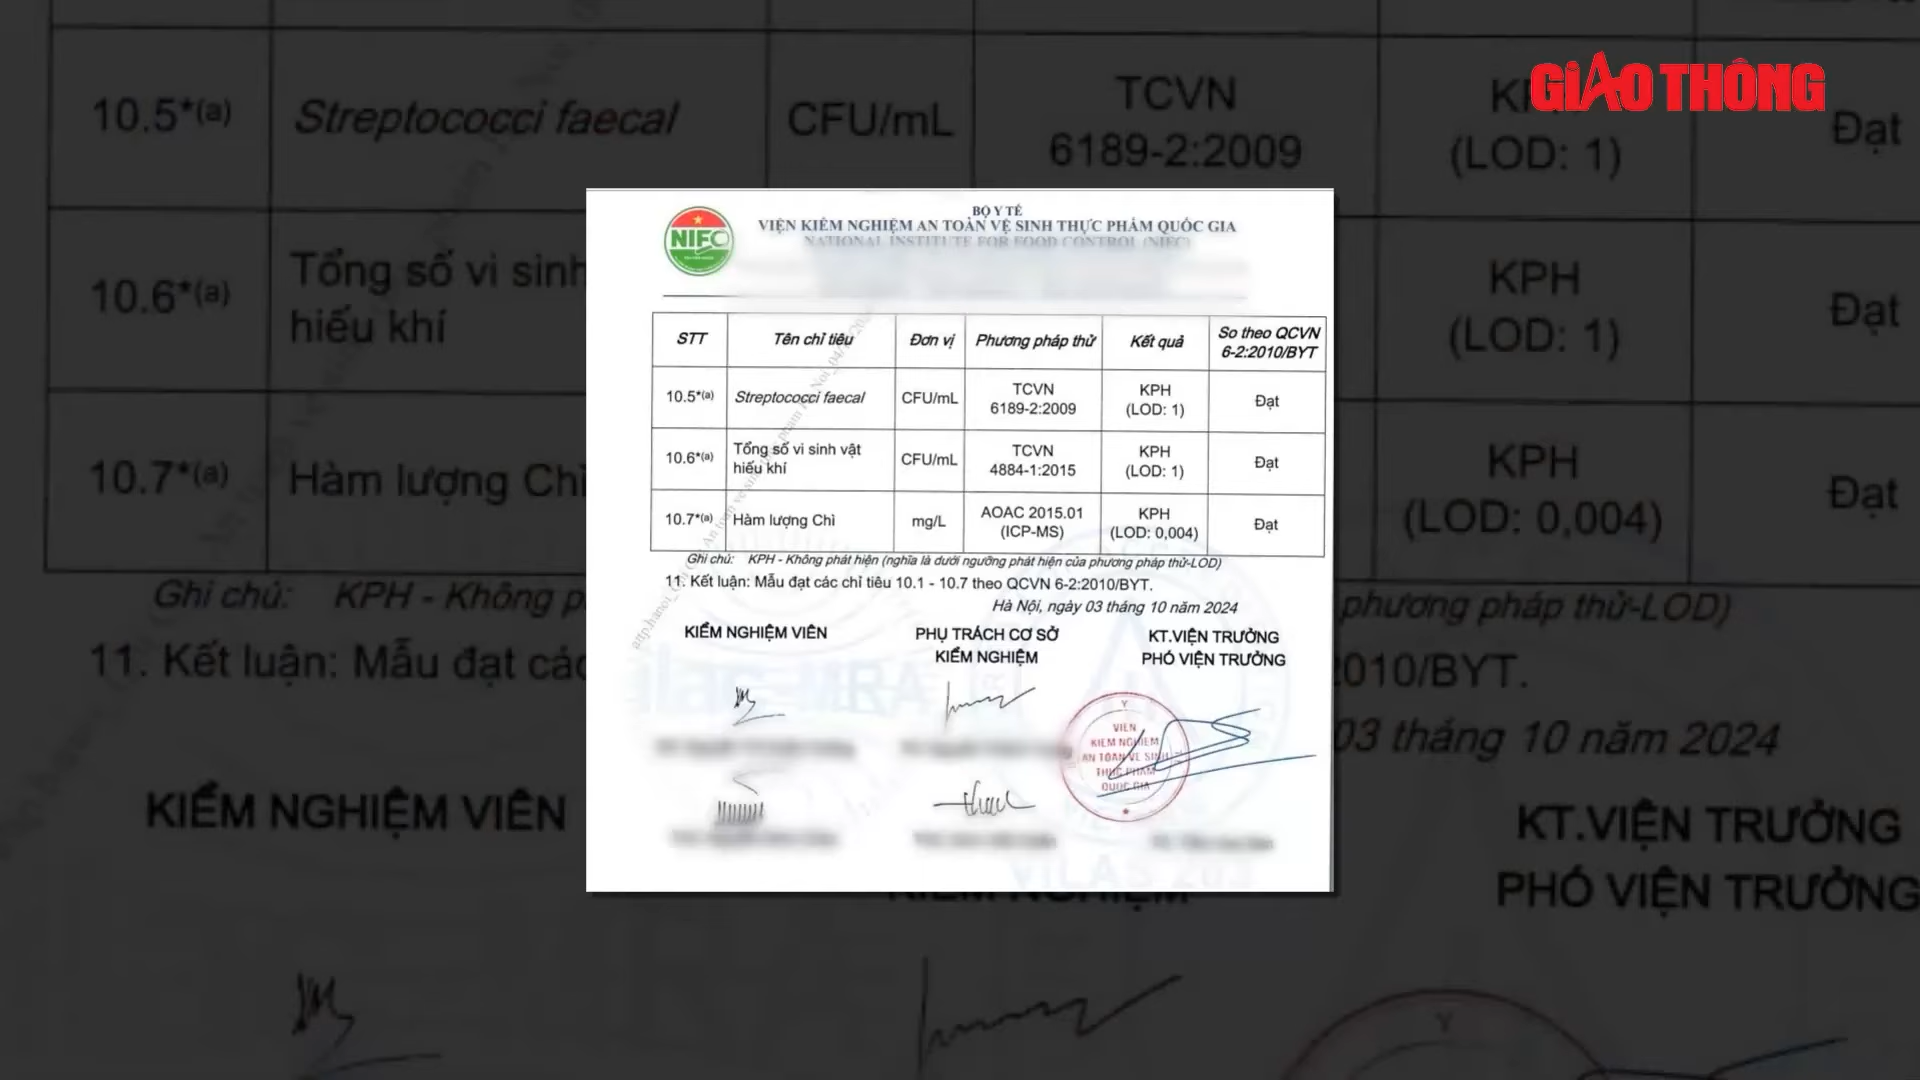 GIAO THÔNG
10.5*(a) Streptococci faecal CFU/mL TCVN 6189-2:2009 (LOD: 1) Đạt
10.6*(a) Tổng số vi sinh hiếu khí KPH (LOD: 1) Đạt
10.7*(a) Hàm lượng Chì KPH (LOD: 0,004) Đạt
Ghi chú: KPH - Không phương pháp thử-LOD)
11. Kết luận: Mẫu đạt các 2010/BYT.
03 tháng 10 năm 2024
KIỂM NGHIỆM VIÊN
KIỂM NGHIỆM
KT.VIỆN TRƯỞNG
PHÓ VIỆN TRƯỞNG
NIFC
BỘ Y TẾ
VIỆN KIỂM NGHIỆM AN TOÀN VỆ SINH THỰC PHẨM QUỐC GIA
NATIONAL INSTITUTE FOR FOOD CONTROL (NIFC)
STT Tên chỉ tiêu Đơn vị Phương pháp thử Kết quả So theo QCVN 6-2:2010/BYT
10.5*(a) Streptococci faecal CFU/mL TCVN 6189-2:2009 KPH (LOD: 1) Đạt
10.6*(a) Tổng số vi sinh vật hiếu khí CFU/mL TCVN 4884-1:2015 KPH (LOD: 1) Đạt
10.7*(a) Hàm lượng Chì mg/L AOAC 2015.01 (ICP-MS) KPH (LOD: 0,004) Đạt
Ghi chú: KPH - Không phát hiện (nghĩa là dưới ngưỡng phát hiện của phương pháp thử-LOD)
11. Kết luận: Mẫu đạt các chỉ tiêu 10.1 - 10.7 theo QCVN 6-2:2010/BYT.
Hà Nội, ngày 03 tháng 10 năm 2024
KIỂM NGHIỆM VIÊN
PHỤ TRÁCH CƠ SỞ
KIỂM NGHIỆM
KT.VIỆN TRƯỞNG
PHÓ VIỆN TRƯỞNG
ilac-MRA
VIỆN
KIỂM NGHIỆM
AN TOÀN VỆ SINH
THỰC PHẨM
QUỐC GIA
VILAS 203